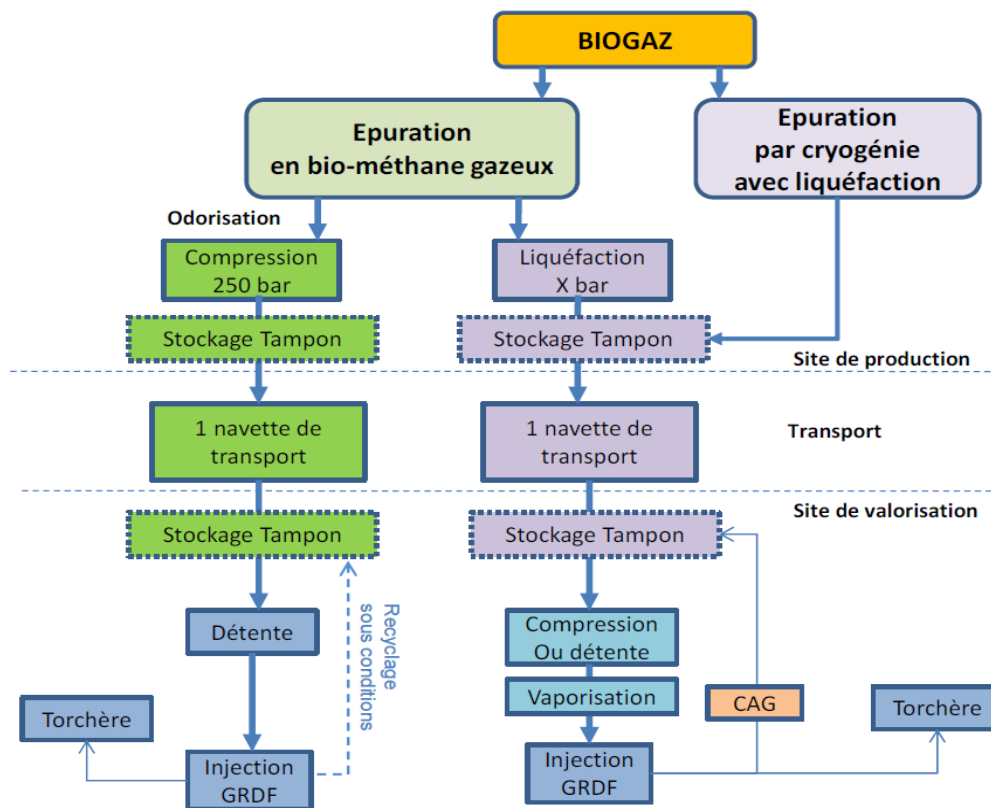 BIOGAZ
Epuration
en bio-méthane gazeux
Epuration
par cryogénie
avec liquéfaction
Odorisation
Compression
250 bar
Liquéfaction
X bar
Stockage Tampon
Stockage Tampon
Site de production
1 navette de
transport
1 navette de
transport
Transport
Site de valorisation
Stockage Tampon
Stockage Tampon
Recyclage
sous conditions
Détente
Compression
Ou détente
Vaporisation
CAG
Torchère
Torchère
Injection
GRDF
Injection
GRDF